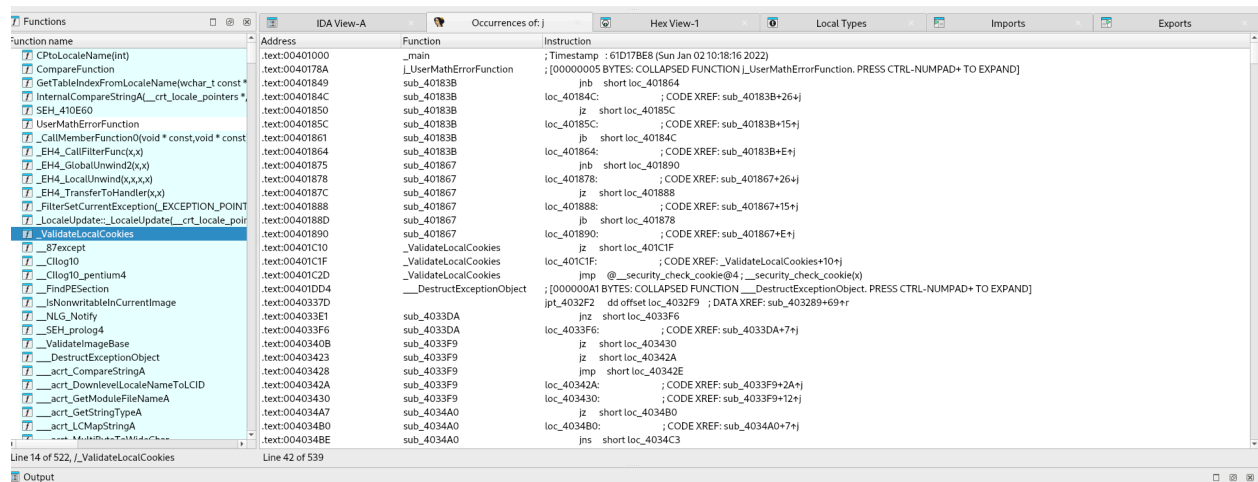 Functions
IDA View-A
Occurrences of: j
Hex View-1
Local Types
Imports
Exports
Function name
CPtoLocaleName(int)
CompareFunction
GetTableIndexFromLocaleName(wchar_t const *
InternalCompareStringA(__crt_locale_pointers *,
SEH_410E60
UserMathErrorFunction
_CallMemberFunction0(void * const,void * const
_EH4_CallFilterFunc(x,x)
_EH4_GlobalUnwind2(x,x)
_EH4_LocalUnwind(x,x,x,x)
_EH4_TransferToHandler(x,x)
_FilterSetCurrentException(_EXCEPTION_POINT
_LocaleUpdate::_LocaleUpdate(__crt_locale_poir
_ValidateLocalCookies
__87except
__CIlog10
__CIlog10_pentium4
__FindPESection
__IsNonwritableInCurrentImage
__NLG_Notify
__SEH_prolog4
__ValidateImageBase
___DestructExceptionObject
___acrt_CompareStringA
___acrt_DownlevelLocaleNameToLCID
___acrt_GetModuleFileNameA
___acrt_GetStringTypeA
___acrt_LCMapStringA
Line 14 of 522, /_ValidateLocalCookies
Address Function Instruction
.text:00401000 _main ; Timestamp : 61D17BE8 (Sun Jan 02 10:18:16 2022)
.text:0040178A j_UserMathErrorFunction ; [00000005 BYTES: COLLAPSED FUNCTION j_UserMathErrorFunction. PRESS CTRL-NUMPAD+ TO EXPAND]
.text:00401849 sub_40183B jnb short loc_401864
.text:0040184C sub_40183B loc_40184C: ; CODE XREF: sub_40183B+26↓j
.text:00401850 sub_40183B jz short loc_40185C
.text:0040185C sub_40183B loc_40185C: ; CODE XREF: sub_40183B+15↑j
.text:00401861 sub_40183B jb short loc_40184C
.text:00401864 sub_40183B loc_401864: ; CODE XREF: sub_40183B+E↑j
.text:00401875 sub_401867 jnb short loc_401890
.text:00401878 sub_401867 loc_401878: ; CODE XREF: sub_401867+26↓j
.text:0040187C sub_401867 jz short loc_401888
.text:00401888 sub_401867 loc_401888: ; CODE XREF: sub_401867+15↑j
.text:0040188D sub_401867 jb short loc_401878
.text:00401890 sub_401867 loc_401890: ; CODE XREF: sub_401867+E↑j
.text:00401C10 _ValidateLocalCookies jz short loc_401C1F
.text:00401C1F _ValidateLocalCookies loc_401C1F: ; CODE XREF: _ValidateLocalCookies+10↑j
.text:00401C2D _ValidateLocalCookies jmp @__security_check_cookie@4 ; __security_check_cookie(x)
.text:00401DD4 ___DestructExceptionObject ; [000000A1 BYTES: COLLAPSED FUNCTION ___DestructExceptionObject. PRESS CTRL-NUMPAD+ TO EXPAND]
.text:0040337D jpt_4032F2 dd offset loc_4032F9 ; DATA XREF: sub_403289+69↑r
.text:004033E1 sub_4033DA jnz short loc_4033F6
.text:004033F6 sub_4033DA loc_4033F6: ; CODE XREF: sub_4033DA+7↑j
.text:0040340B sub_4033F9 jz short loc_403430
.text:00403423 sub_4033F9 jz short loc_40342A
.text:00403428 sub_4033F9 jmp short loc_40342E
.text:0040342A sub_4033F9 loc_40342A: ; CODE XREF: sub_4033F9+2A↑j
.text:00403430 sub_4033F9 loc_403430: ; CODE XREF: sub_4033F9+12↑j
.text:004034A7 sub_4034A0 jz short loc_4034B0
.text:004034B0 sub_4034A0 loc_4034B0: ; CODE XREF: sub_4034A0+7↑j
.text:004034BE sub_4034A0 jns short loc_4034C3
Line 42 of 539
Output